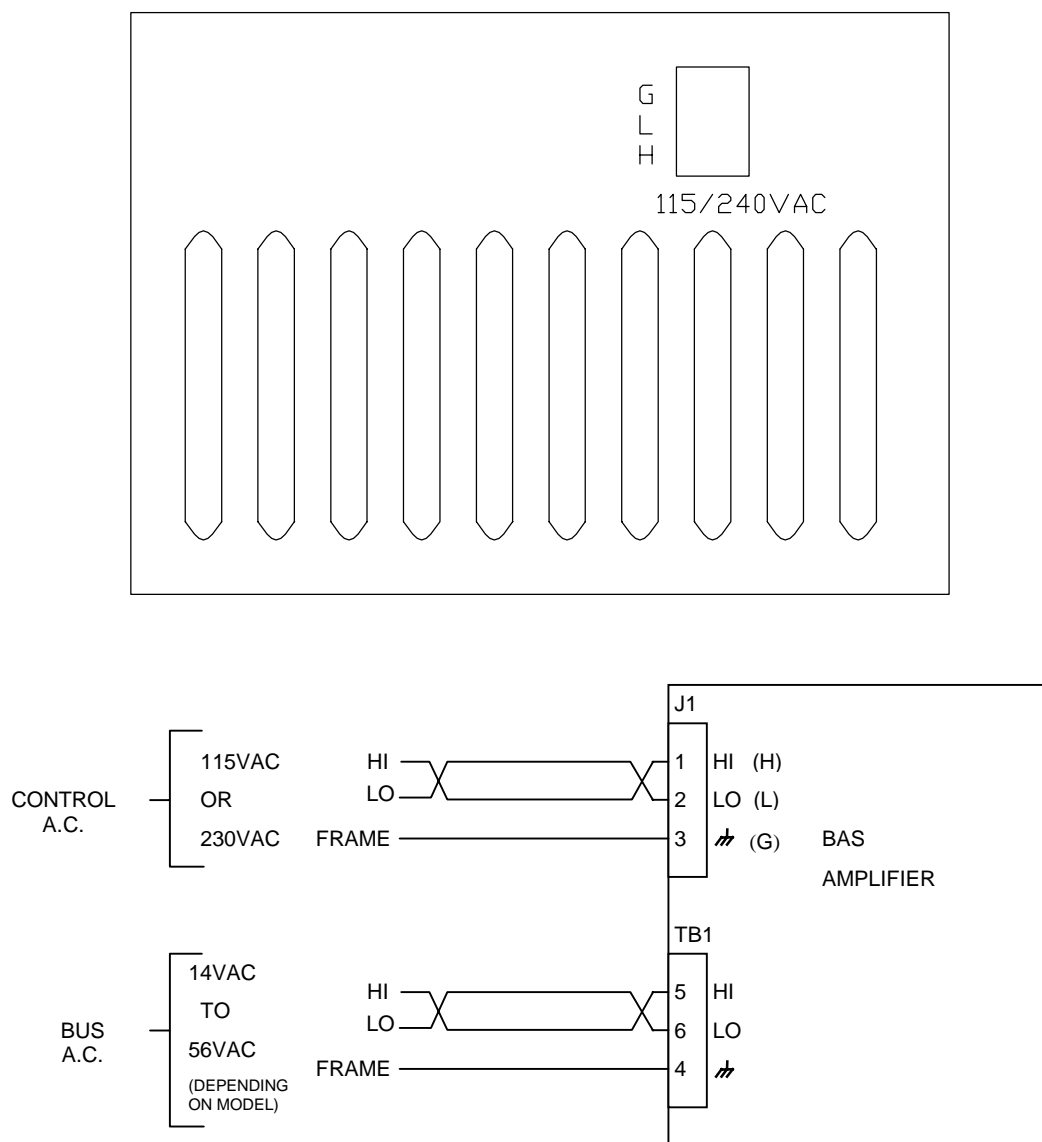 G
L
H
115/240VAC
J1
115VAC HI 1 HI (H)
CONTROL OR LO 2 LO (L)
A.C.
230VAC FRAME 3 (G) BAS
AMPLIFIER
TB1
14VAC
HI 5 HI
TO LO 6 LO
BUS
A.C.
56VAC
FRAME 4
(DEPENDING
ON MODEL)